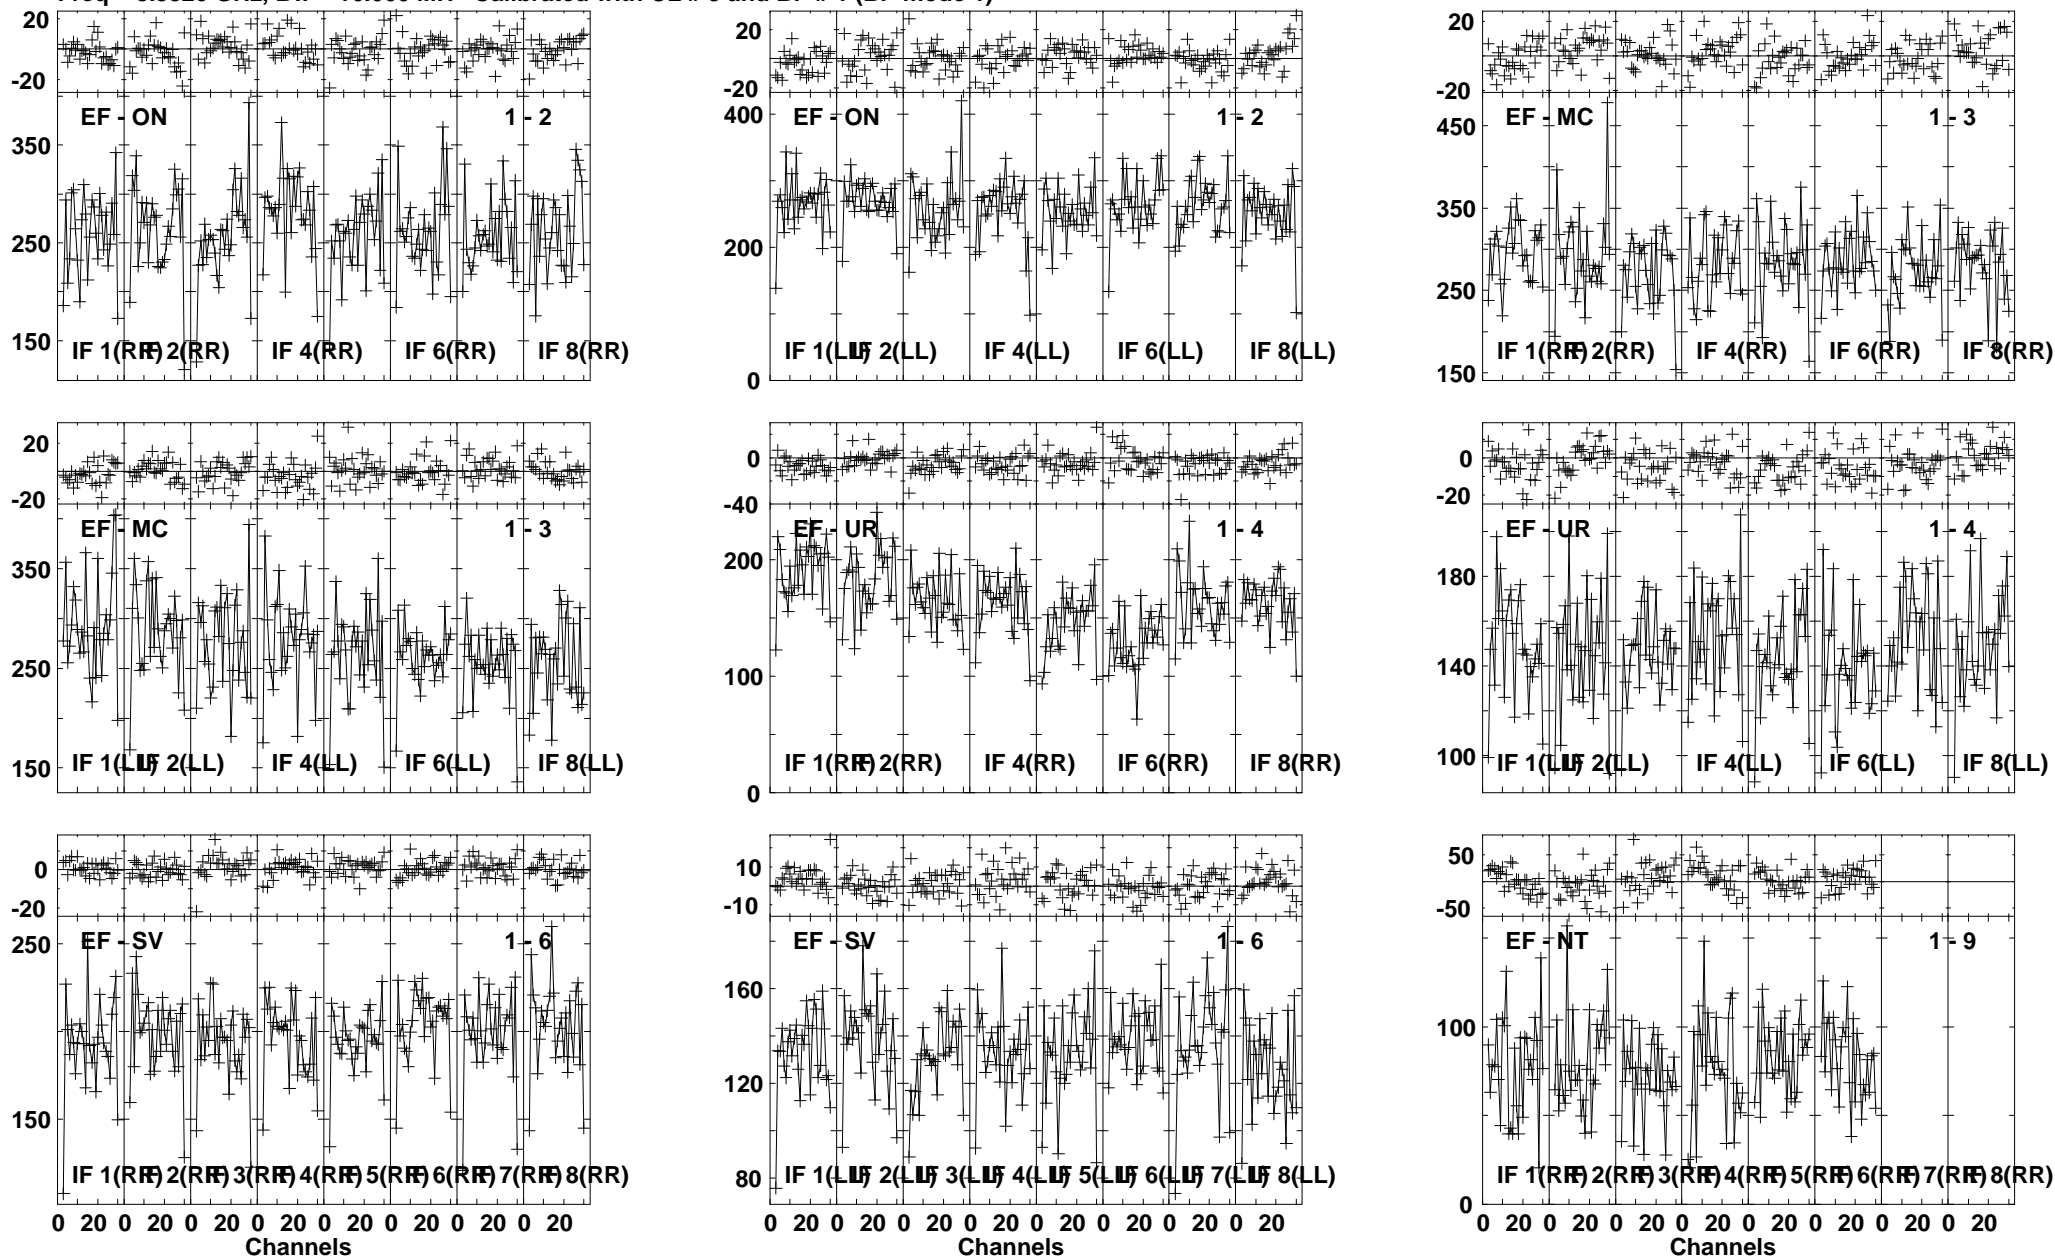 20
-20
EF - ON 1 - 2
350
250
150
IF 1(RR) IF 2(RR) IF 4(RR) IF 6(RR) IF 8(RR)
20
-20
400
EF - ON 1 - 2
200
0
IF 1(LL) IF 2(LL) IF 4(LL) IF 6(LL) IF 8(LL)
20
-20
EF - MC 1 - 3
450
350
250
150
IF 1(RR) IF 2(RR) IF 4(RR) IF 6(RR) IF 8(RR)
20
-20
EF - MC 1 - 3
350
250
150
IF 1(LL) IF 2(LL) IF 4(LL) IF 6(LL) IF 8(LL)
0
-40
EF - UR 1 - 4
200
100
0
IF 1(RR) IF 2(RR) IF 4(RR) IF 6(RR) IF 8(RR)
0
-20
EF - UR 1 - 4
180
140
100
IF 1(LL) IF 2(LL) IF 4(LL) IF 6(LL) IF 8(LL)
0
-20
EF - SV 1 - 6
250
150
IF 1(RR) IF 2(RR) IF 3(RR) IF 4(RR) IF 5(RR) IF 6(RR) IF 7(RR) IF 8(RR)
0 20 0 20 0 20 0 20 0 20 0 20 0 20 0 20
Channels
10
-10
EF - SV 1 - 6
160
120
80
IF 1(LL) IF 2(LL) IF 3(LL) IF 4(LL) IF 5(LL) IF 6(LL) IF 7(LL) IF 8(LL)
0 20 0 20 0 20 0 20 0 20 0 20 0 20 0 20
Channels
50
-50
EF - NT 1 - 9
100
0
IF 1(RR) IF 2(RR) IF 3(RR) IF 4(RR) IF 5(RR) IF 6(RR) IF 7(RR) IF 8(RR)
0 20 0 20 0 20 0 20 0 20 0 20 0 20 0 20
Channels